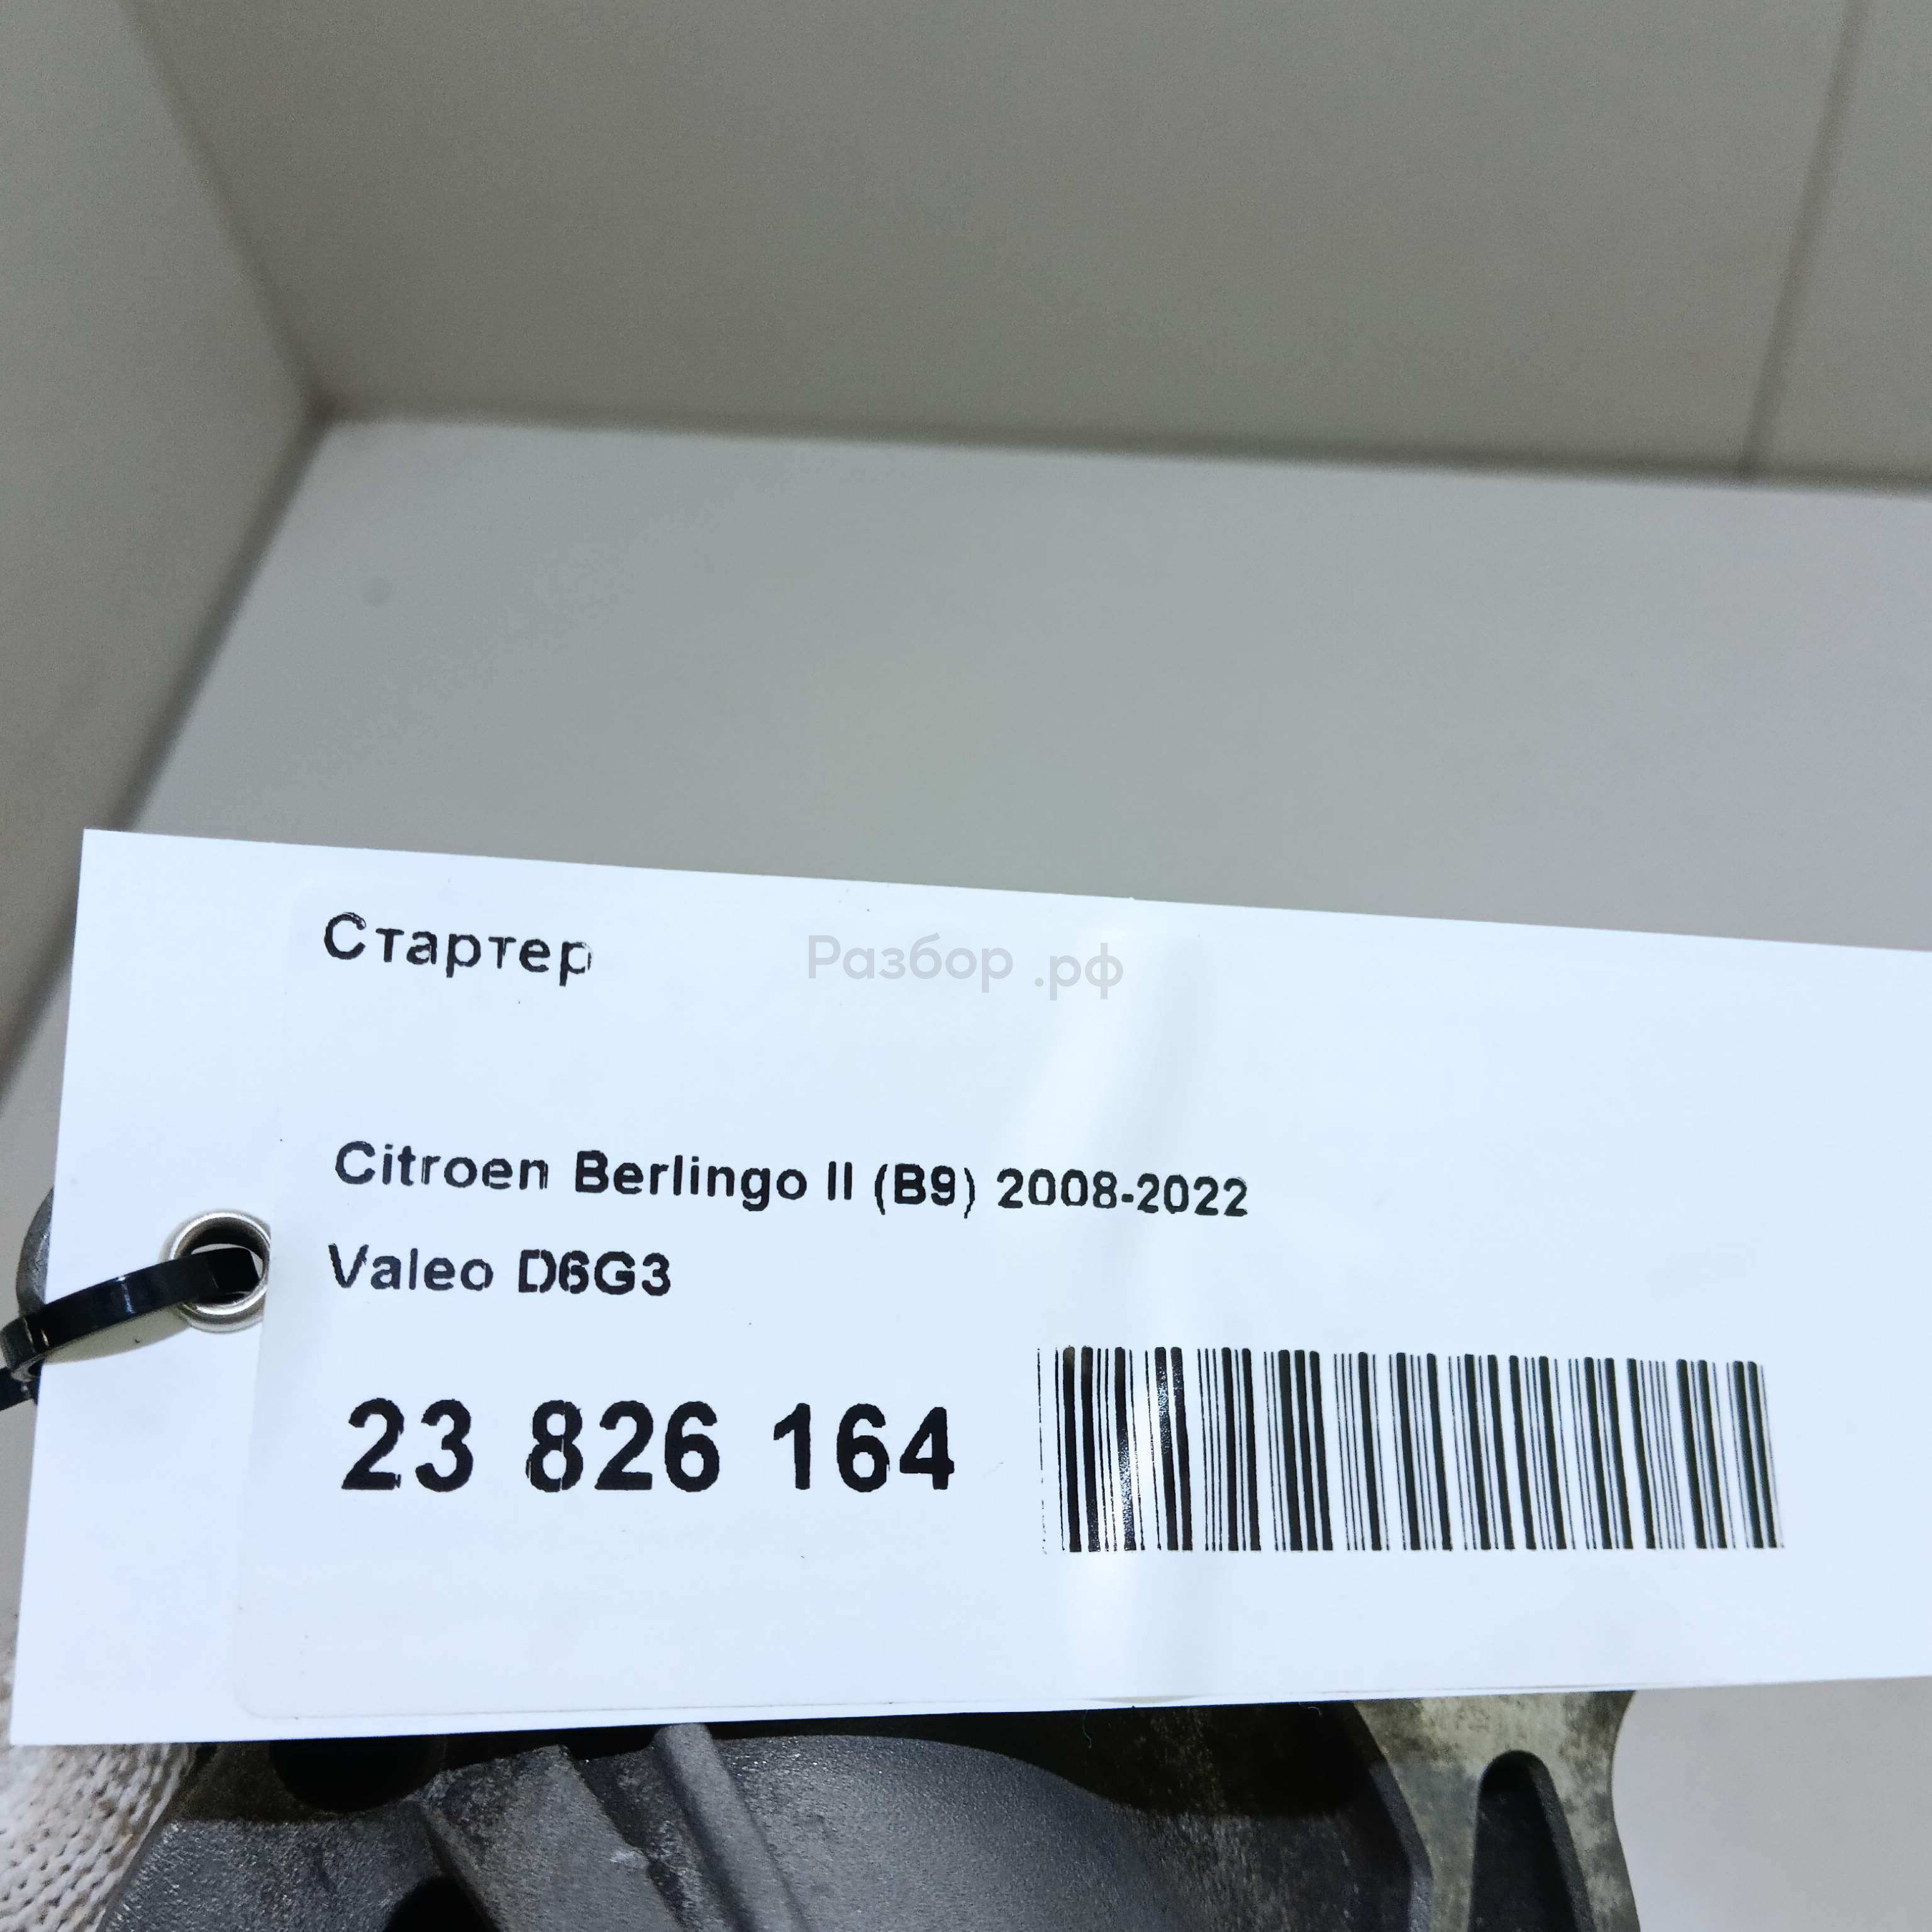 Стартер
Разбор .рф
Citroen Berlingo II (B9) 2008-2022
Valeo D6G3
23 826 164